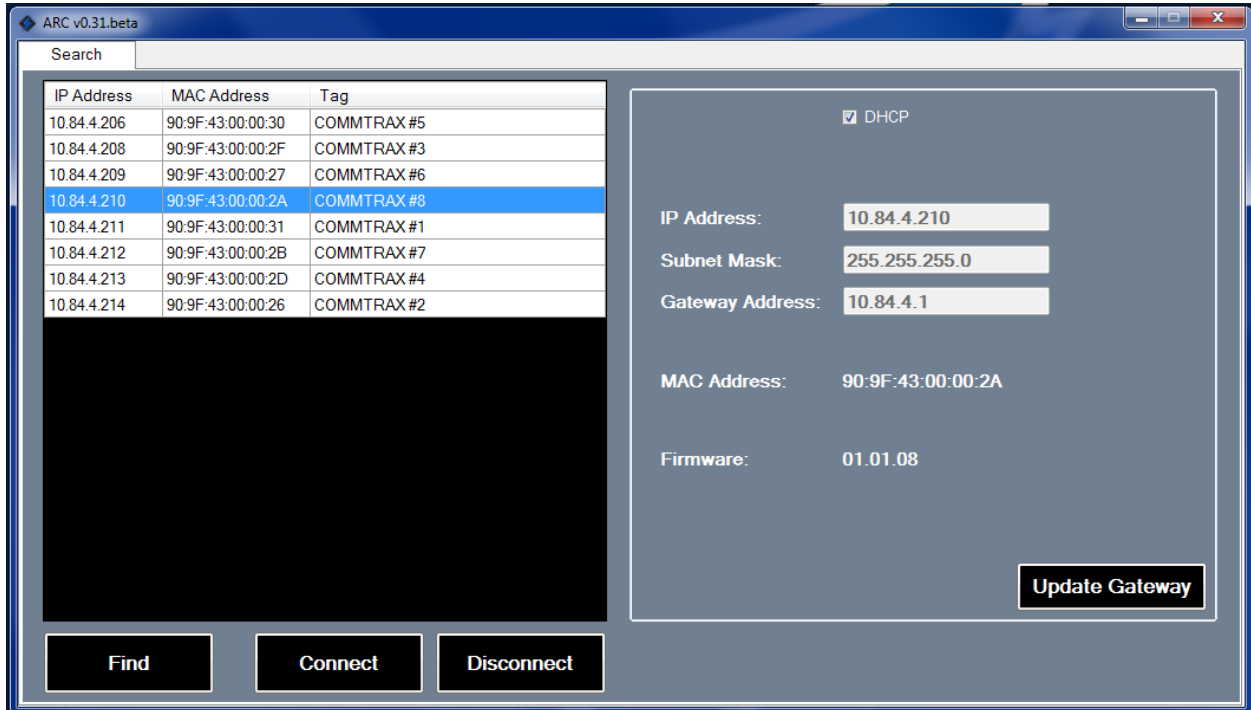 ARC v0.31.beta
Search
IP Address MAC Address Tag
10.84.4.206 90:9F:43:00:00:30 COMMTRAX #5
10.84.4.208 90:9F:43:00:00:2F COMMTRAX #3
10.84.4.209 90:9F:43:00:00:27 COMMTRAX #6
10.84.4.210 90:9F:43:00:00:2A COMMTRAX #8
10.84.4.211 90:9F:43:00:00:31 COMMTRAX #1
10.84.4.212 90:9F:43:00:00:2B COMMTRAX #7
10.84.4.213 90:9F:43:00:00:2D COMMTRAX #4
10.84.4.214 90:9F:43:00:00:26 COMMTRAX #2
DHCP
IP Address: 10.84.4.210
Subnet Mask: 255.255.255.0
Gateway Address: 10.84.4.1
MAC Address: 90:9F:43:00:00:2A
Firmware: 01.01.08
Update Gateway
Find Connect Disconnect